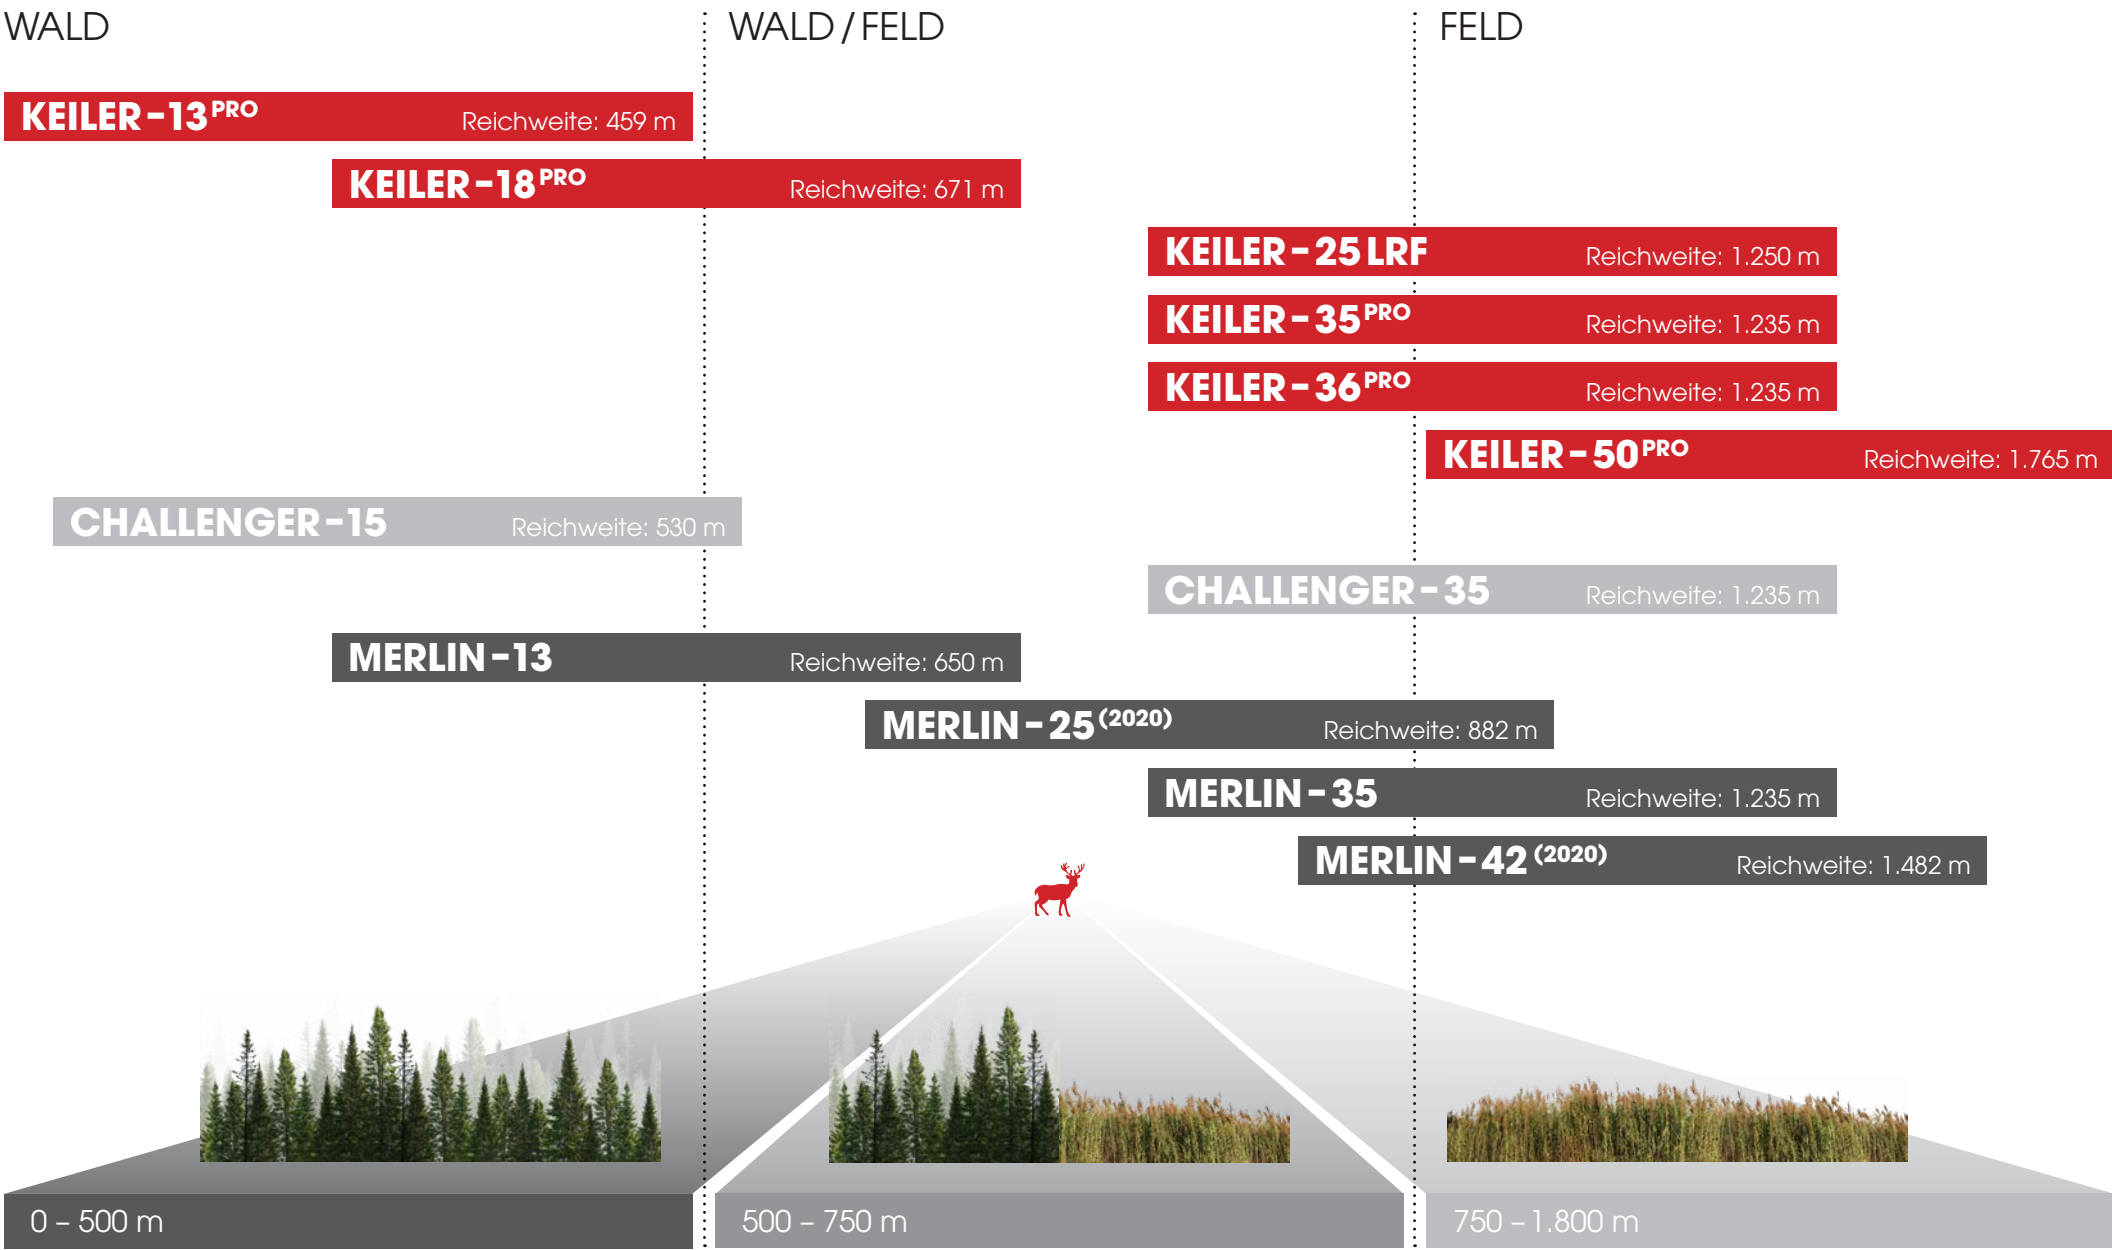 WALD
WALD / FELD
FELD
KEILER-13 PRO Reichweite: 459 m
KEILER-18 PRO Reichweite: 671 m
KEILER-25 LRF Reichweite: 1.250 m
KEILER-35 PRO Reichweite: 1.235 m
KEILER-36 PRO Reichweite: 1.235 m
KEILER-50 PRO Reichweite: 1.765 m
CHALLENGER-15 Reichweite: 530 m
CHALLENGER-35 Reichweite: 1.235 m
MERLIN-13 Reichweite: 650 m
MERLIN-25 (2020) Reichweite: 882 m
MERLIN-35 Reichweite: 1.235 m
MERLIN-42 (2020) Reichweite: 1.482 m
0 – 500 m
500 – 750 m
750 – 1.800 m